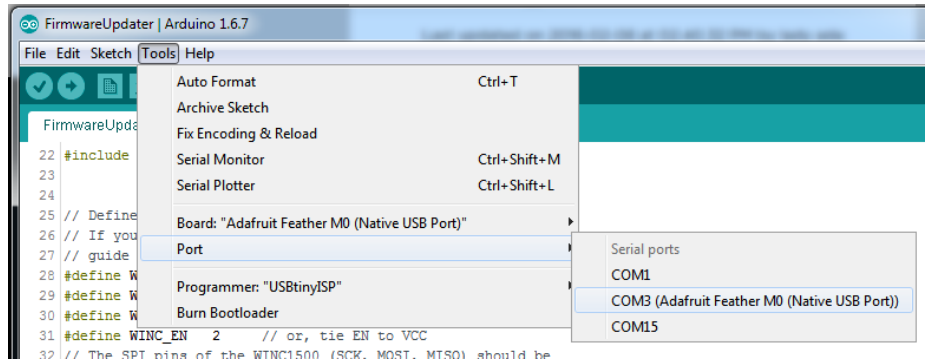 FirmwareUpdater | Arduino 1.6.7
File Edit Sketch Tools Help
Auto Format Ctrl+T
Archive Sketch
FirmwareUpda
Fix Encoding & Reload
22 #include
Serial Monitor Ctrl+Shift+M
23
Serial Plotter Ctrl+Shift+L
24
25 // Define
Board: "Adafruit Feather M0 (Native USB Port)"
26 // If you
27 // guide
Port
Serial ports
28 #define W
COM1
29 #define W
Programmer: "USBtinyISP"
COM3 (Adafruit Feather M0 (Native USB Port))
30 #define W
Burn Bootloader
COM15
31 #define WINC_EN 2 // or, tie EN to VCC
32 // The SPI pins of the WINC1500 (SCK, MOSI, MISO) should be